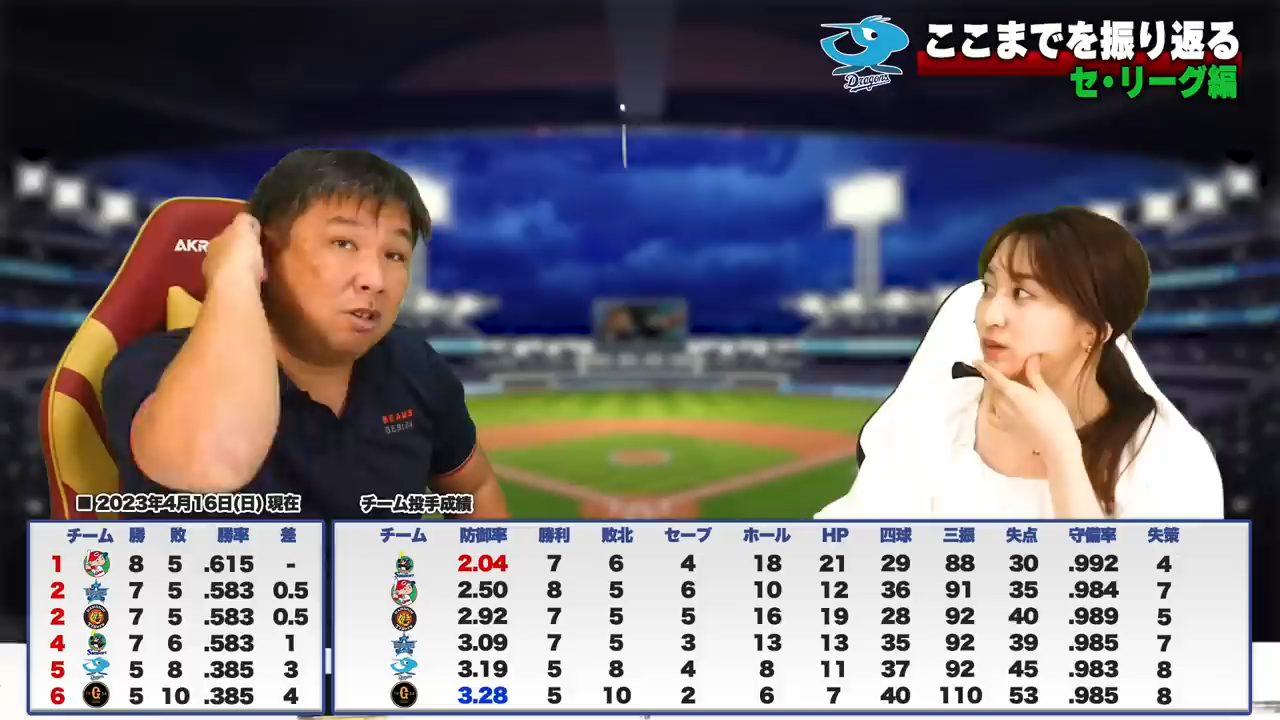 Dragons
ここまでを振り返る
セ・リーグ編
AKR
BEAMS
DESIGN
■ 2023年4月16日(日) 現在
チーム 勝 敗 勝率 差
1 8 5 .615 -
2 7 5 .583 0.5
2 7 5 .583 0.5
4 7 6 .583 1
5 5 8 .385 3
6 G 5 10 .385 4
チーム投手成績
チーム 防御率 勝利 敗北 セーブ ホール HP 四球 三振 失点 守備率 失策
2.04 7 6 4 18 21 29 88 30 .992 4
2.50 8 5 6 10 12 36 91 35 .984 7
2.92 7 5 5 16 19 28 92 40 .989 5
3.09 7 5 3 13 13 35 92 39 .985 7
3.19 5 8 4 8 11 37 92 45 .983 8
G 3.28 5 10 2 6 7 40 110 53 .985 8